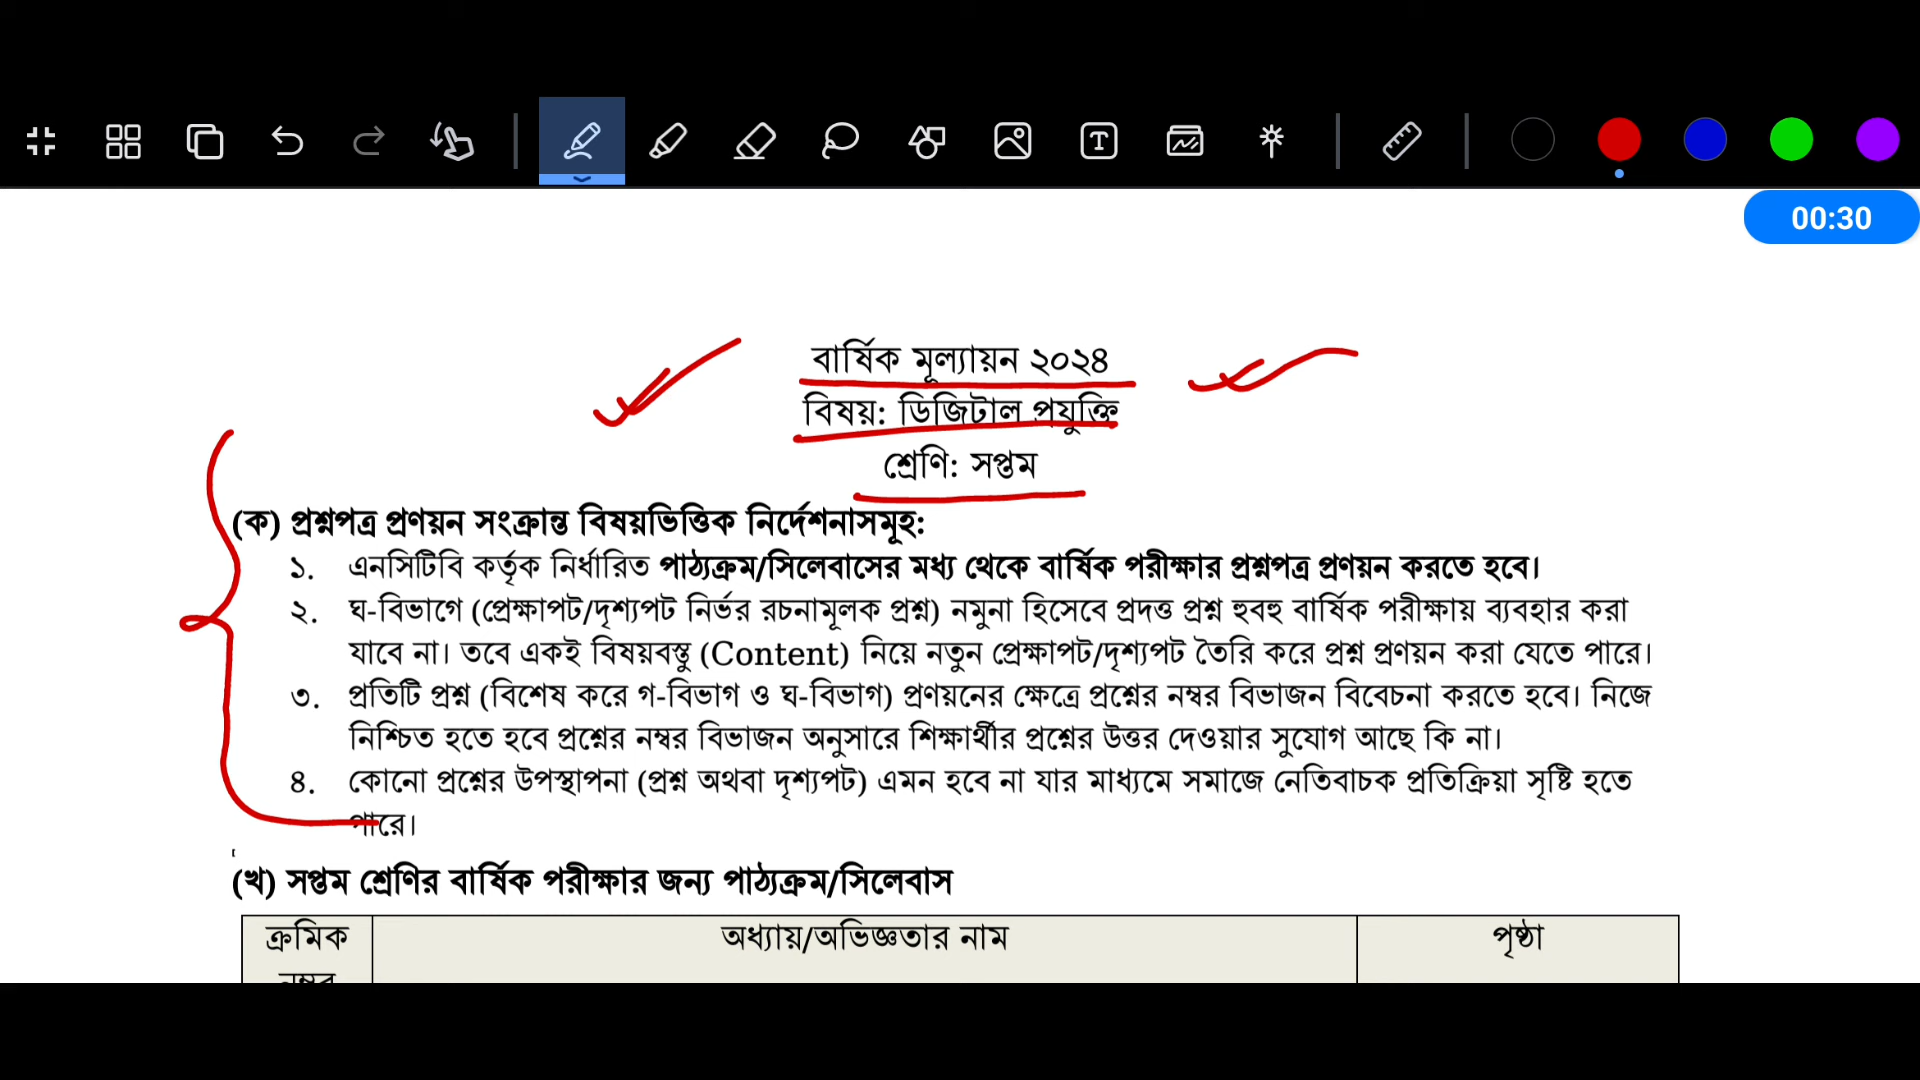 00:30
বার্ষিক মূল্যায়ন ২০২৪
বিষয়: ডিজিটাল প্রযুক্তি
শ্রেণি: সপ্তম
(ক) প্রশ্নপত্র প্রণয়ন সংক্রান্ত বিষয়ভিত্তিক নির্দেশনাসমূহ:
১. এনসিটিবি কর্তৃক নির্ধারিত পাঠ্যক্রম/সিলেবাসের মধ্য থেকে বার্ষিক পরীক্ষার প্রশ্নপত্র প্রণয়ন করতে হবে।
২. ঘ-বিভাগে (প্রেক্ষাপট/দৃশ্যপট নির্ভর রচনামূলক প্রশ্ন) নমুনা হিসেবে প্রদত্ত প্রশ্ন হুবহু বার্ষিক পরীক্ষায় ব্যবহার করা
যাবে না। তবে একই বিষয়বস্তু (Content) নিয়ে নতুন প্রেক্ষাপট/দৃশ্যপট তৈরি করে প্রশ্ন প্রণয়ন করা যেতে পারে।
৩. প্রতিটি প্রশ্ন (বিশেষ করে গ-বিভাগ ও ঘ-বিভাগ) প্রণয়নের ক্ষেত্রে প্রশ্নের নম্বর বিভাজন বিবেচনা করতে হবে। নিজে
নিশ্চিত হতে হবে প্রশ্নের নম্বর বিভাজন অনুসারে শিক্ষার্থীর প্রশ্নের উত্তর দেওয়ার সুযোগ আছে কি না।
৪. কোনো প্রশ্নের উপস্থাপনা (প্রশ্ন অথবা দৃশ্যপট) এমন হবে না যার মাধ্যমে সমাজে নেতিবাচক প্রতিক্রিয়া সৃষ্টি হতে
পারে।
(খ) সপ্তম শ্রেণির বার্ষিক পরীক্ষার জন্য পাঠ্যক্রম/সিলেবাস
ক্রমিক অধ্যায়/অভিজ্ঞতার নাম পৃষ্ঠা
নম্বর